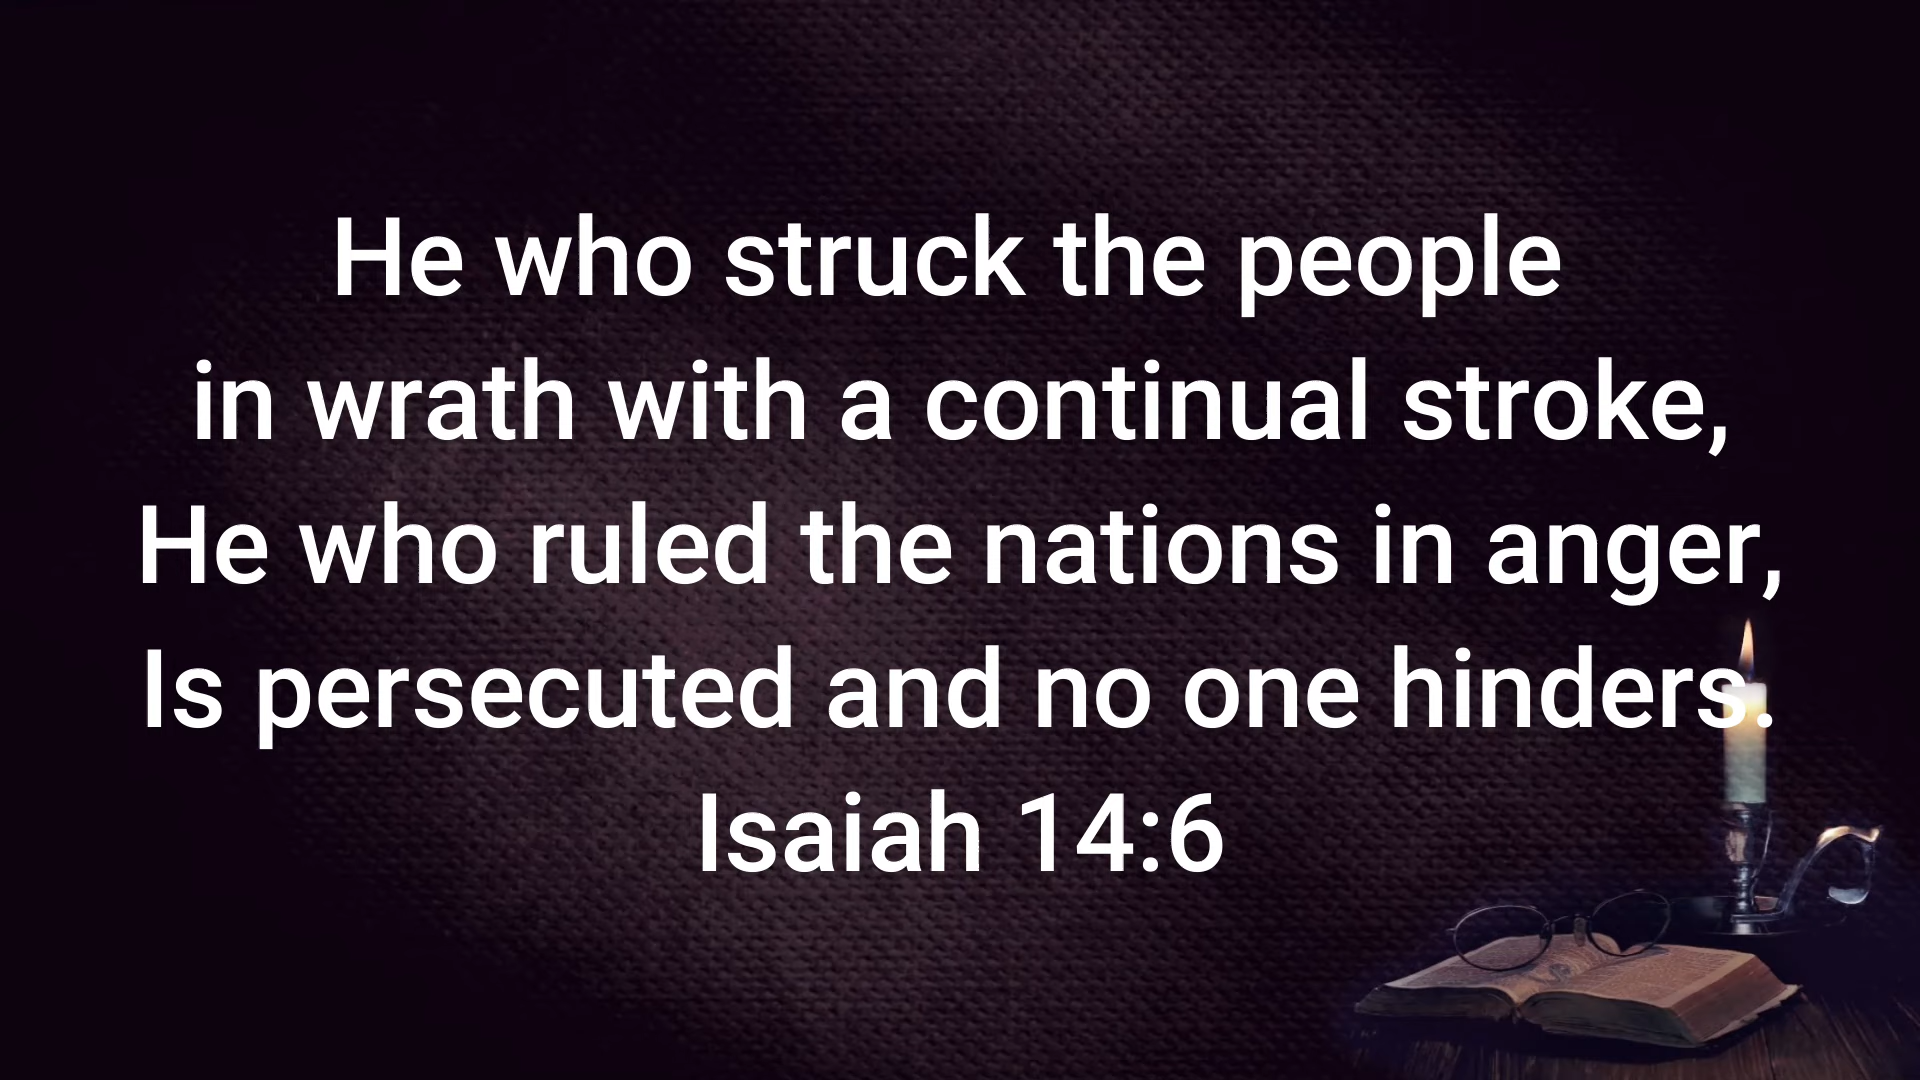 He who struck the people
in wrath with a continual stroke,
He who ruled the nations in anger,
Is persecuted and no one hinders.
Isaiah 14:6